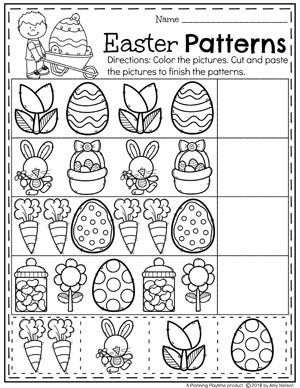 Name
Easter Patterns
Directions: Color the pictures. Cut and paste
the pictures to finish the patterns.
A Planning Playtime product © 2018 by Amy Nelson